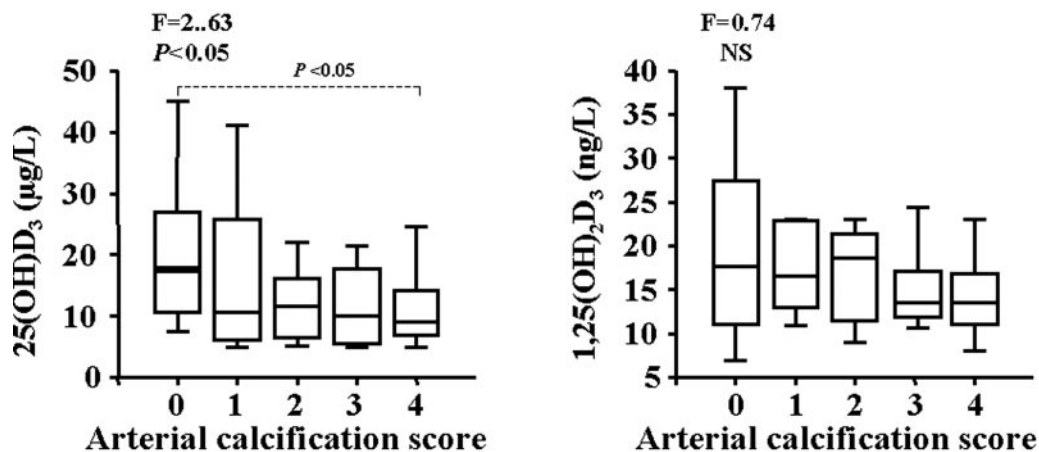 F=2..63
P<0.05
P <0.05
25(OH)D3 (µg/L)
50
40
30
20
10
0
0 1 2 3 4
Arterial calcification score
F=0.74
NS
1,25(OH)2D3 (ng/L)
40
35
30
25
20
15
10
5
0 1 2 3 4
Arterial calcification score